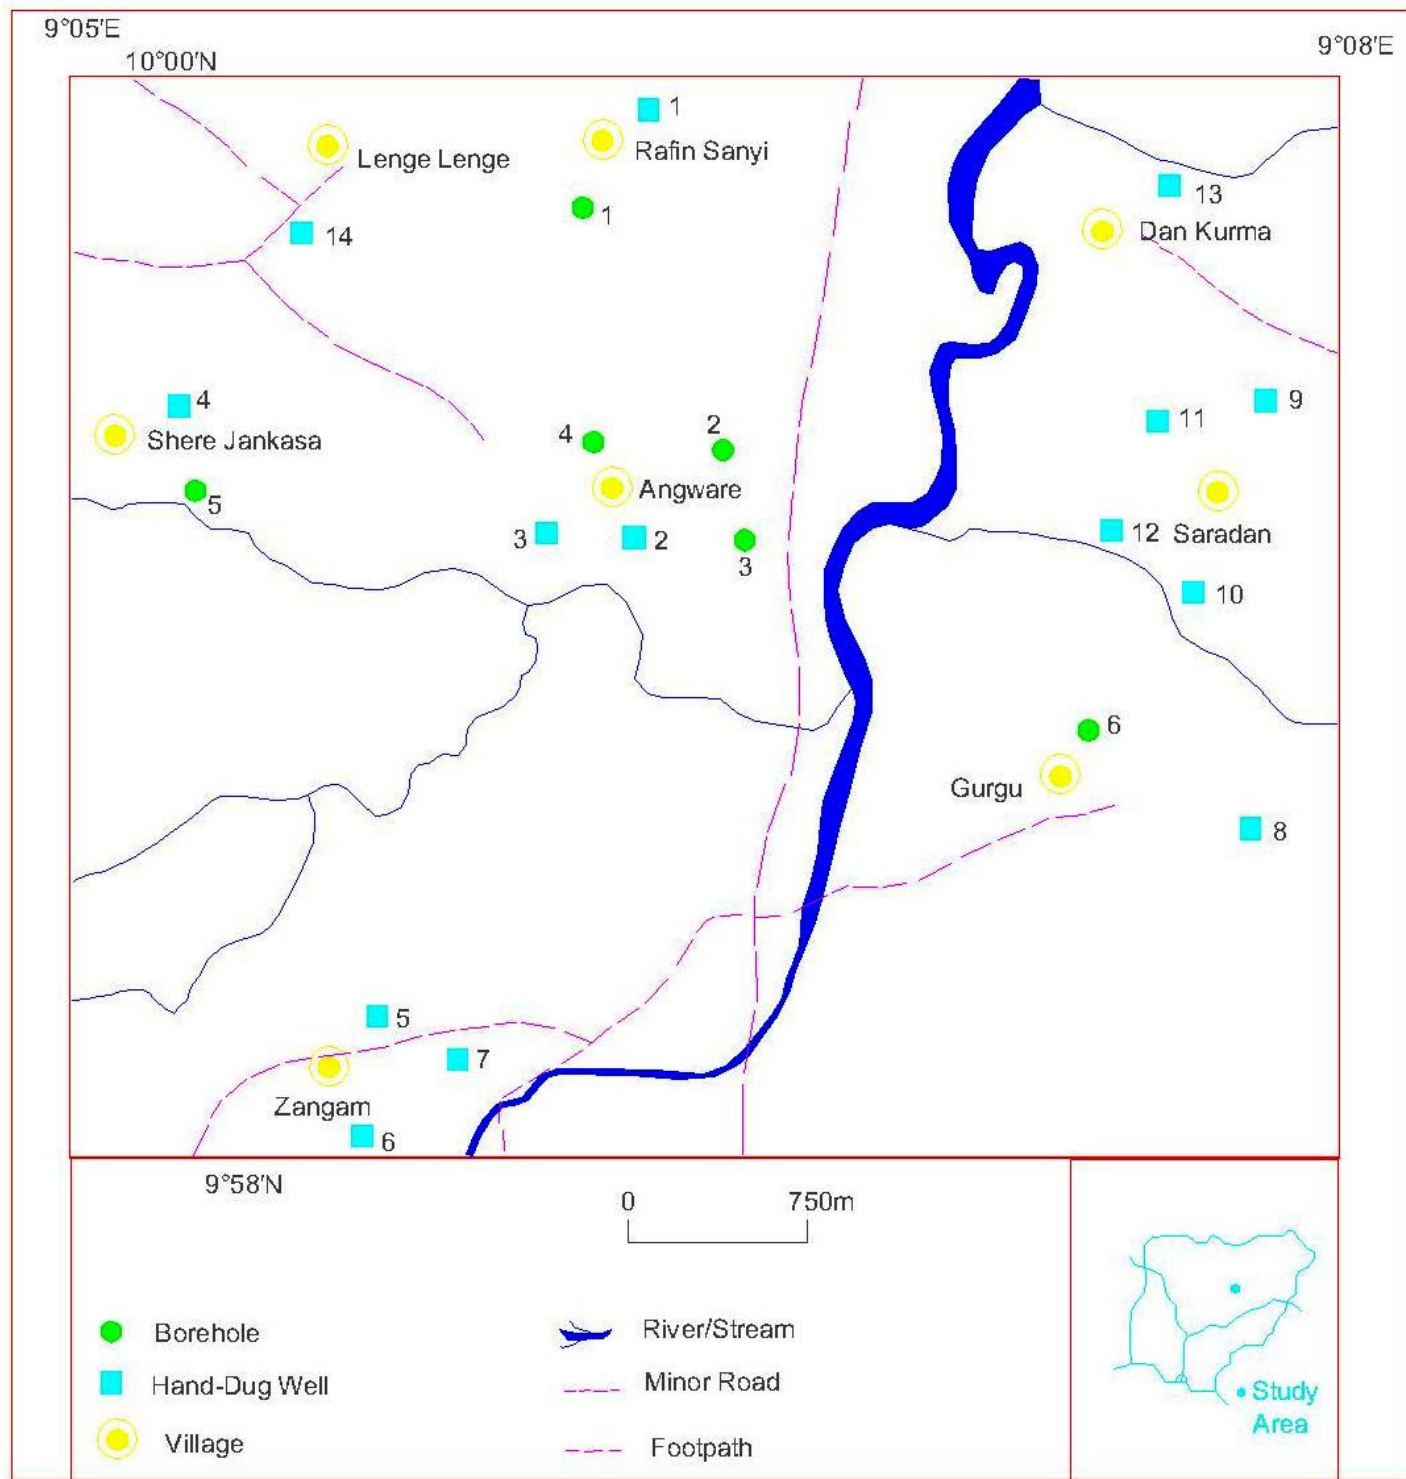 9°05'E
10°00'N
9°08'E
1
Lenge Lenge
Rafin Sanyi
1
13
Dan Kurma
14
4
Shere Jankasa
5
4
2
Angware
3
2
3
9
11
12
Saradan
10
6
Gurgu
8
5
7
Zangam
6
9°58'N
0
750m
Borehole
River/Stream
Hand-Dug Well
Minor Road
Village
Footpath
Study
Area